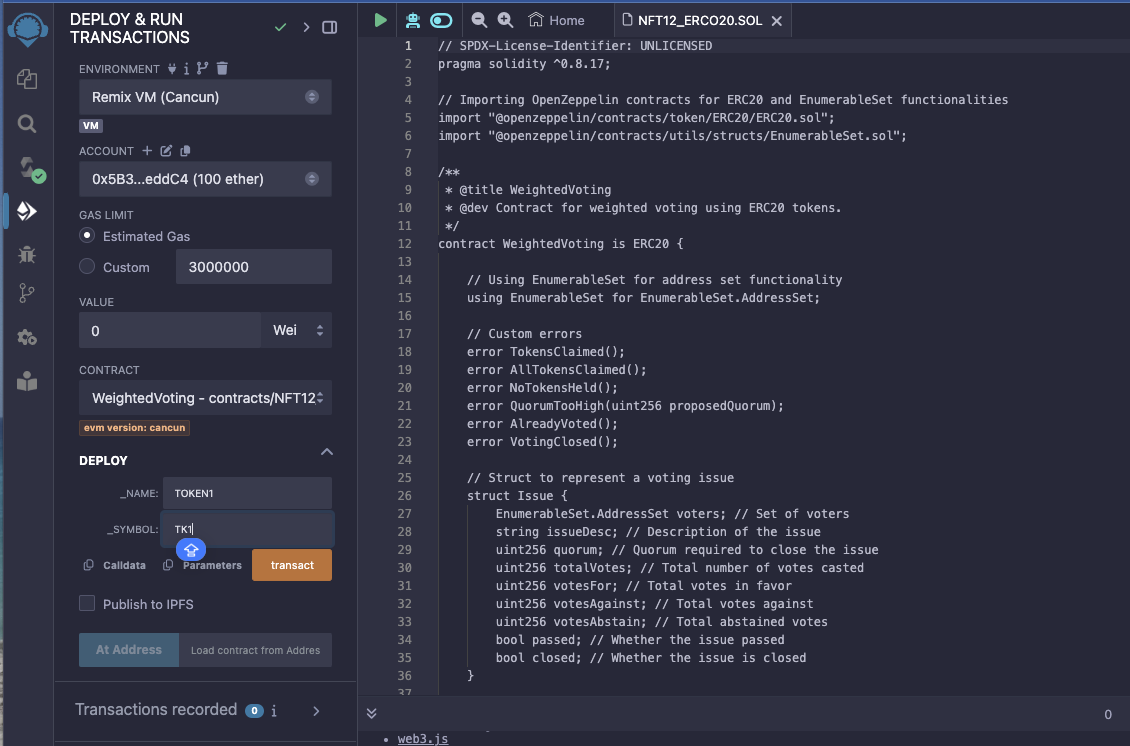 DEPLOY & RUN
TRANSACTIONS
ENVIRONMENT
Remix VM (Cancun)
VM
ACCOUNT
0x5B3...eddC4 (100 ether)
GAS LIMIT
Estimated Gas
Custom
3000000
VALUE
0
Wei
CONTRACT
WeightedVoting - contracts/NFT12
evm version: cancun
DEPLOY
_NAME: TOKEN1
_SYMBOL: TK1
Calldata Parameters transact
Publish to IPFS
At Address Load contract from Addres
Transactions recorded 0 i
Home NFT12_ERCO20.SOL
1 // SPDX-License-Identifier: UNLICENSED
2 pragma solidity ^0.8.17;
3
4 // Importing OpenZeppelin contracts for ERC20 and EnumerableSet functionalities
5 import "@openzeppelin/contracts/token/ERC20/ERC20.sol";
6 import "@openzeppelin/contracts/utils/structs/EnumerableSet.sol";
7
8 /**
9 * @title WeightedVoting
10 * @dev Contract for weighted voting using ERC20 tokens.
11 */
12 contract WeightedVoting is ERC20 {
13
14 // Using EnumerableSet for address set functionality
15 using EnumerableSet for EnumerableSet.AddressSet;
16
17 // Custom errors
18 error TokensClaimed();
19 error AllTokensClaimed();
20 error NoTokensHeld();
21 error QuorumTooHigh(uint256 proposedQuorum);
22 error AlreadyVoted();
23 error VotingClosed();
24
25 // Struct to represent a voting issue
26 struct Issue {
27 EnumerableSet.AddressSet voters; // Set of voters
28 string issueDesc; // Description of the issue
29 uint256 quorum; // Quorum required to close the issue
30 uint256 totalVotes; // Total number of votes casted
31 uint256 votesFor; // Total votes in favor
32 uint256 votesAgainst; // Total votes against
33 uint256 votesAbstain; // Total abstained votes
34 bool passed; // Whether the issue passed
35 bool closed; // Whether the issue is closed
36 }
37
0
web3.js